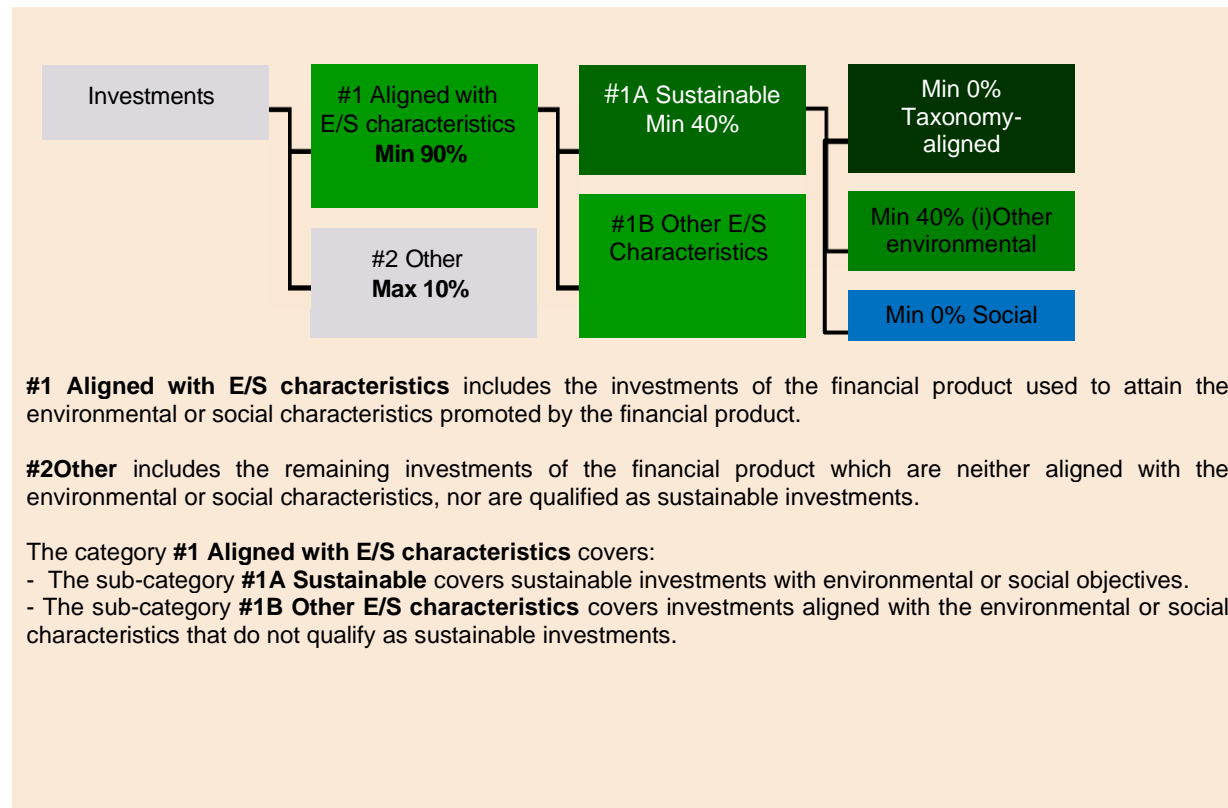 Investments
#1 Aligned with
E/S characteristics
Min 90%
#2 Other
Max 10%
#1A Sustainable
Min 40%
#1B Other E/S
Characteristics
Min 0%
Taxonomy-
aligned
Min 40% (i)Other
environmental
Min 0% Social
#1 Aligned with E/S characteristics includes the investments of the financial product used to attain the
environmental or social characteristics promoted by the financial product.
#2Other includes the remaining investments of the financial product which are neither aligned with the
environmental or social characteristics, nor are qualified as sustainable investments.
The category #1 Aligned with E/S characteristics covers:
- The sub-category #1A Sustainable covers sustainable investments with environmental or social objectives.
- The sub-category #1B Other E/S characteristics covers investments aligned with the environmental or social
characteristics that do not qualify as sustainable investments.